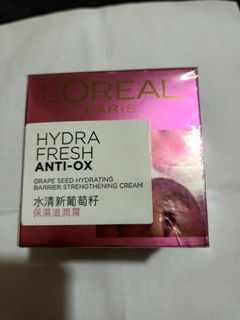 L'ORÉAL
PARIS
HYDRA
FRESH
ANTI-OX
GRAPE SEED HYDRATING
BARRIER STRENGTHENING CREAM
水清新葡萄籽
保濕滋潤霜